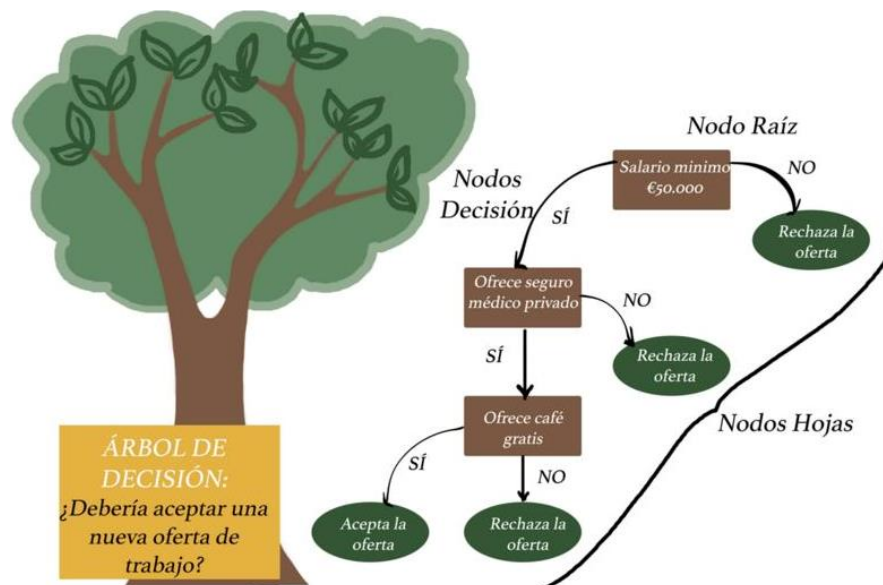 Nodo Raíz
Salario minimo
€50.000
NO
Rechaza la
oferta
Nodos
Decisión
SÍ
Ofrece seguro
médico privado
NO
Rechaza la
oferta
SÍ
Nodos Hojas
Ofrece café
gratis
SÍ
NO
Acepta la
oferta
Rechaza la
oferta
ÁRBOL DE
DECISIÓN:
¿Debería aceptar una
nueva oferta de
trabajo?